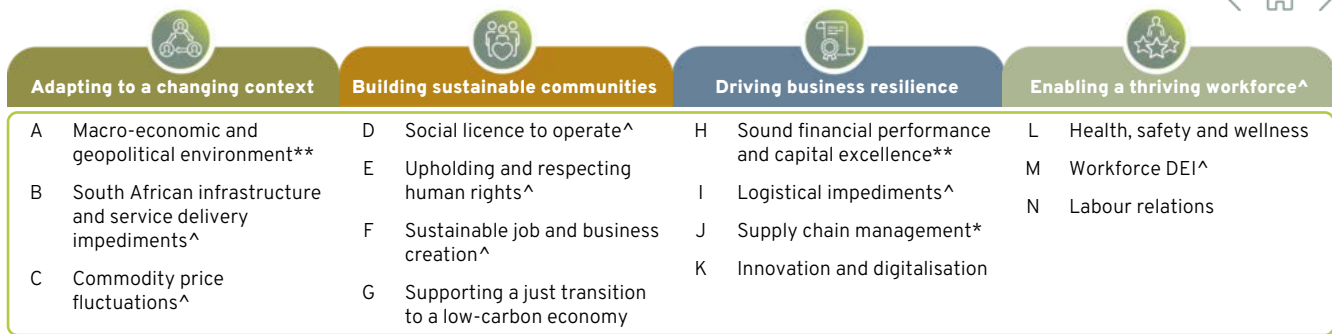 Adapting to a changing context
Building sustainable communities
Driving business resilience
Enabling a thriving workforce^
A Macro-economic and
geopolitical environment**
B South African infrastructure
and service delivery
impediments^
C Commodity price
fluctuations^
D Social licence to operate^
E Upholding and respecting
human rights^
F Sustainable job and business
creation^
G Supporting a just transition
to a low-carbon economy
H Sound financial performance
and capital excellence**
I Logistical impediments^
J Supply chain management*
K Innovation and digitalisation
L Health, safety and wellness
M Workforce DEI^
N Labour relations